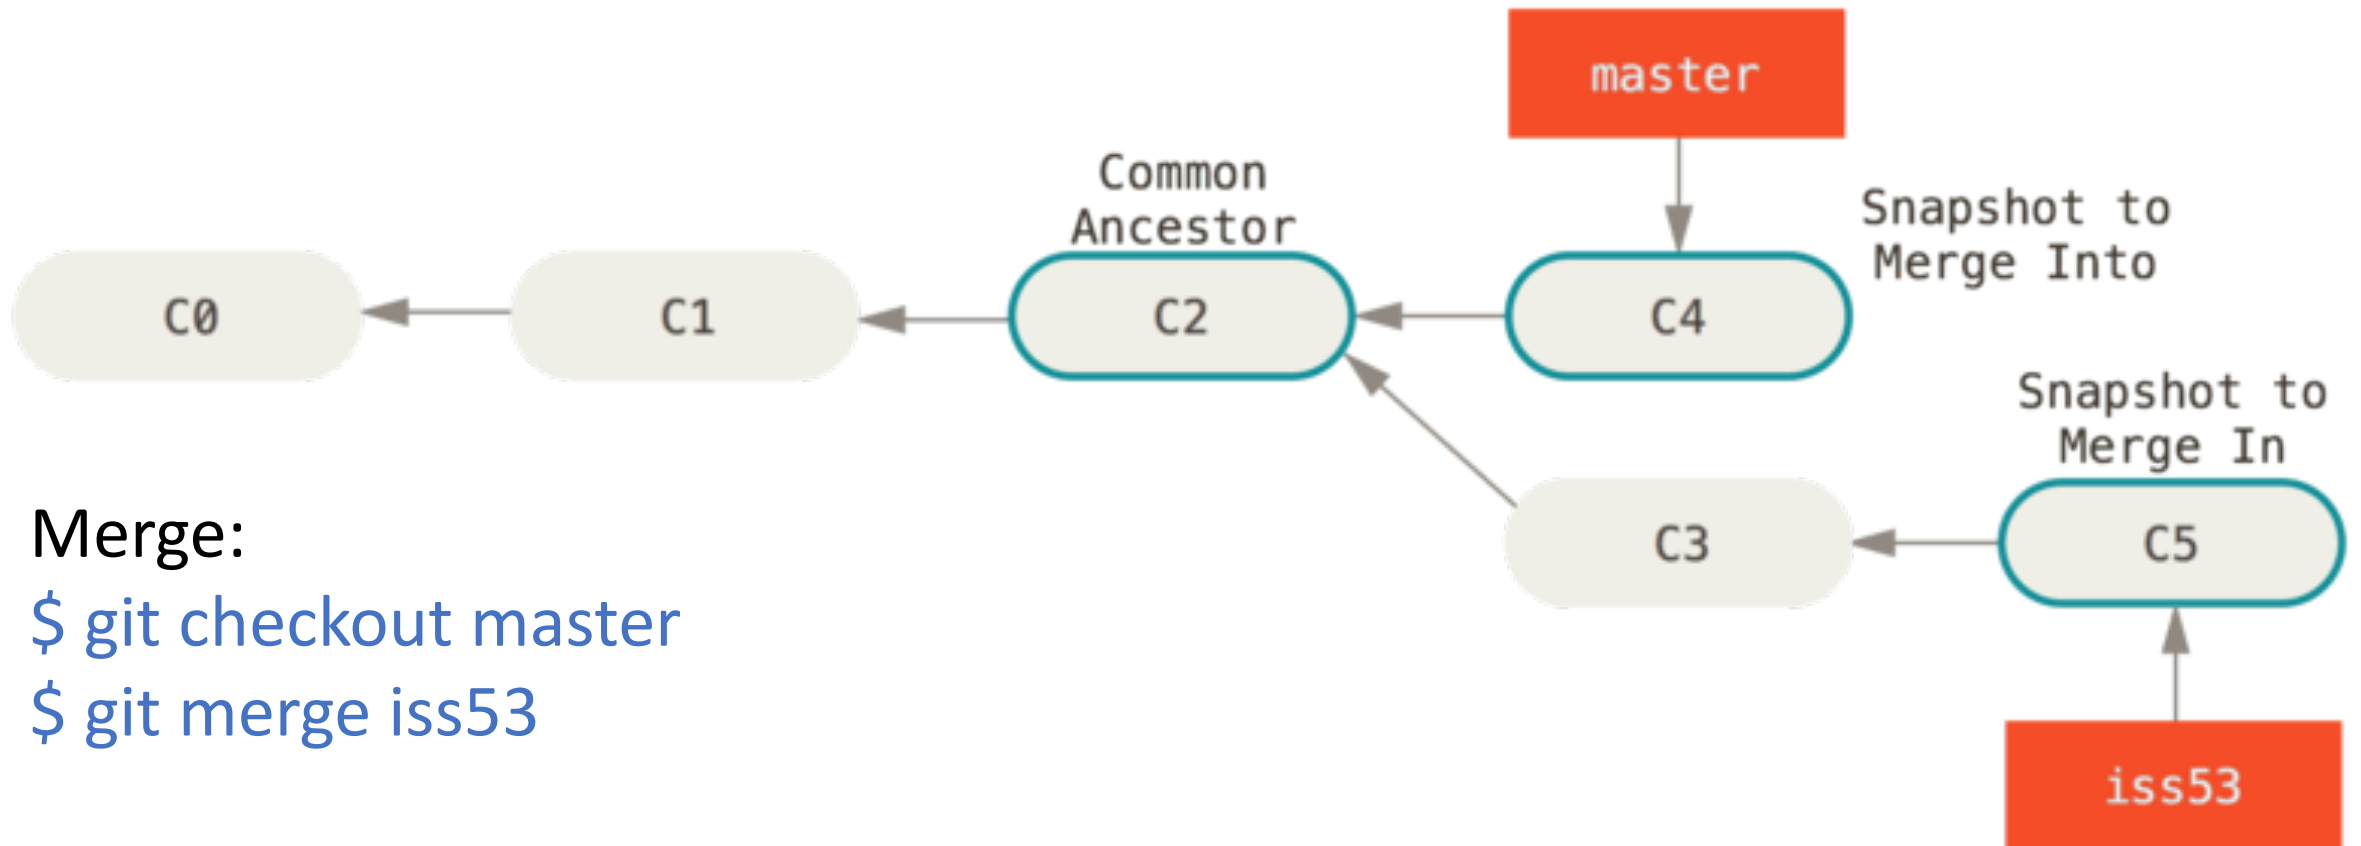 master
Common
Ancestor
Snapshot to
Merge Into
C0
C1
C2
C4
Snapshot to
Merge In
C3
C5
iss53
Merge:
$ git checkout master
$ git merge iss53